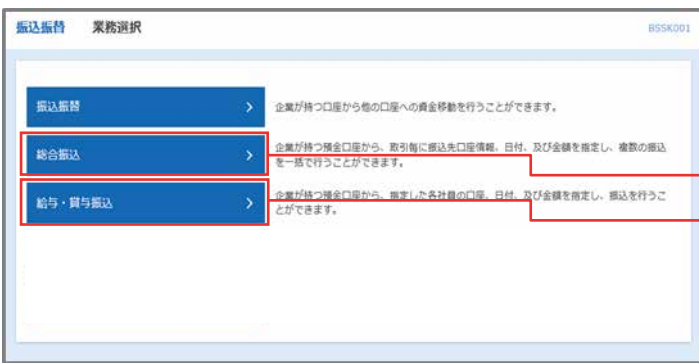 振込振替 業務選択 BSSK001
振込振替 企業が持つ口座から他の口座への資金移動を行うことができます。
総合振込 企業が持つ預金口座から、取引毎に振込先口座情報、日付、及び金額を指定し、複数の振込
を一括で行うことができます。
給与・賞与振込 企業が持つ預金口座から、指定した各社員の口座、日付、及び金額を指定し、振込を行うこ
とができます。